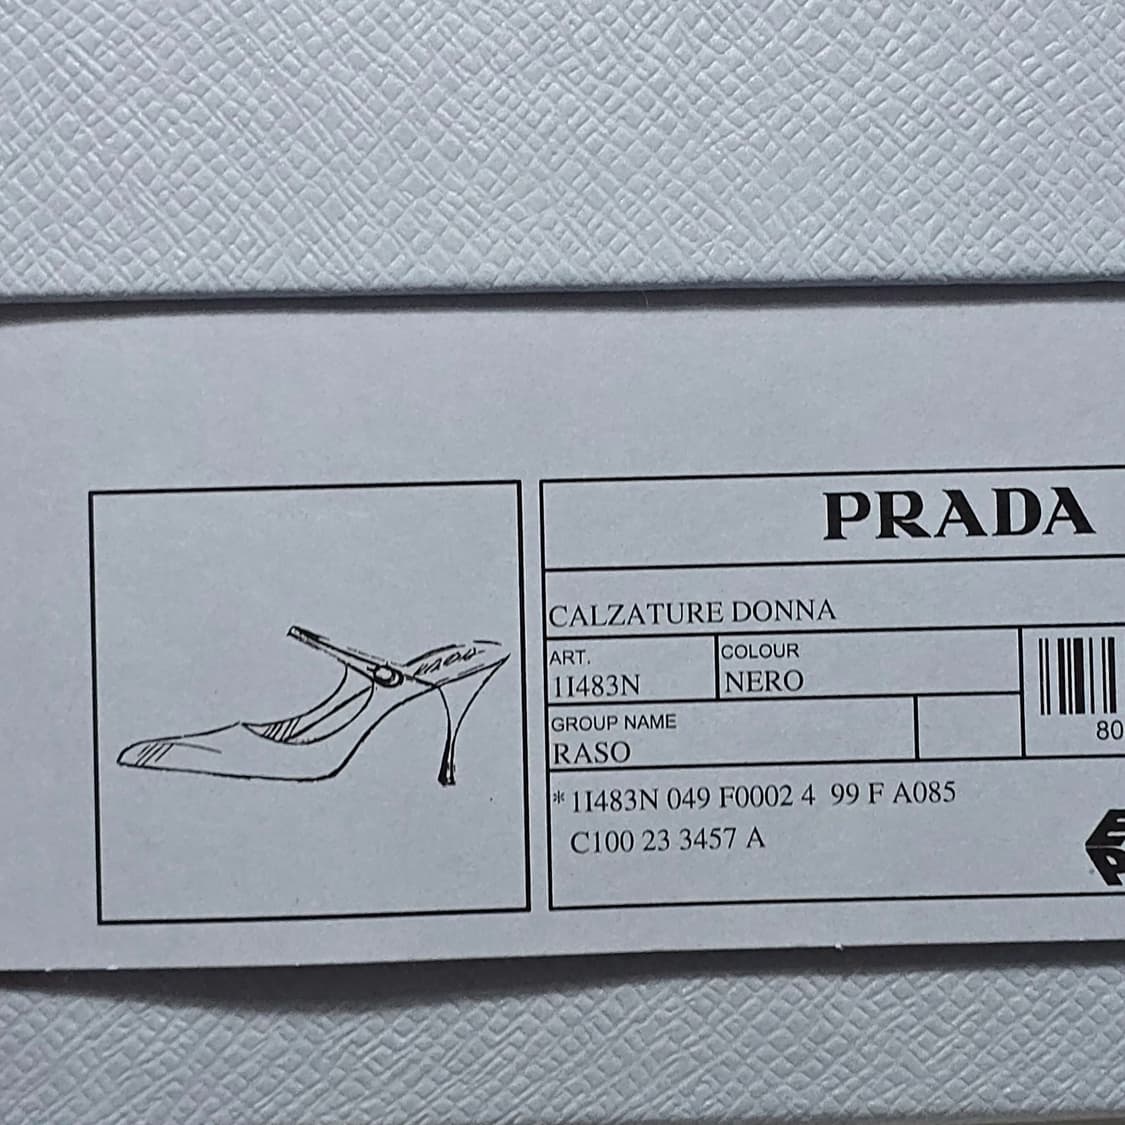 PRADA
CALZATURE DONNA
ART.
1I483N
COLOUR
NERO
GROUP NAME
RASO
80
* 1I483N 049 F0002 4 99 F A085
C100 23 3457 A